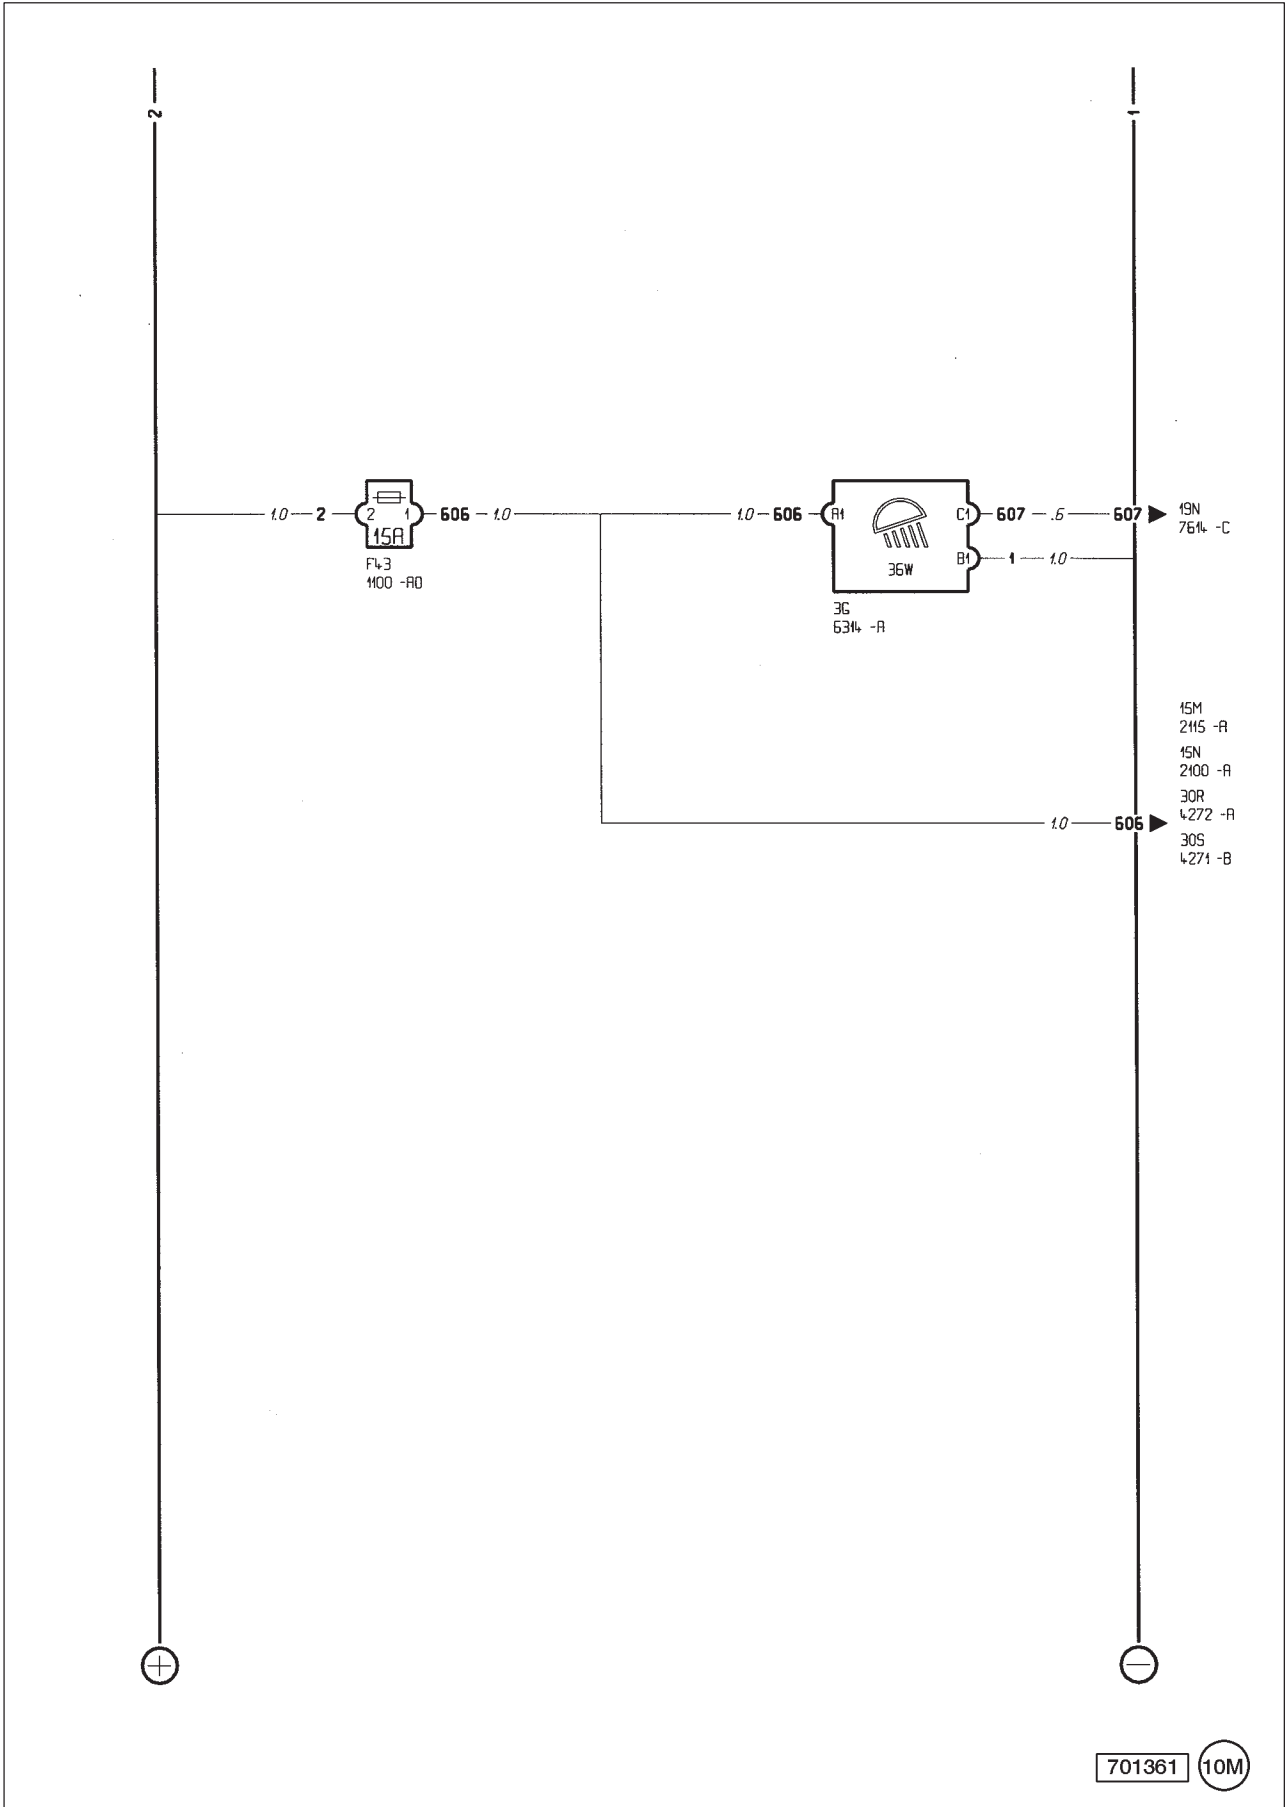 2
1
1.0 2 2 1 606 1.0 1.0 606 A1 C1 607 .6 607
15A
F43
1100 -A0
B1 1 1.0
36W
3G
6314 -A
19N
7614 -C
15M
2115 -A
15N
2100 -A
30R
4272 -A
1.0 606
30S
4271 -B
+
−
701361 10M